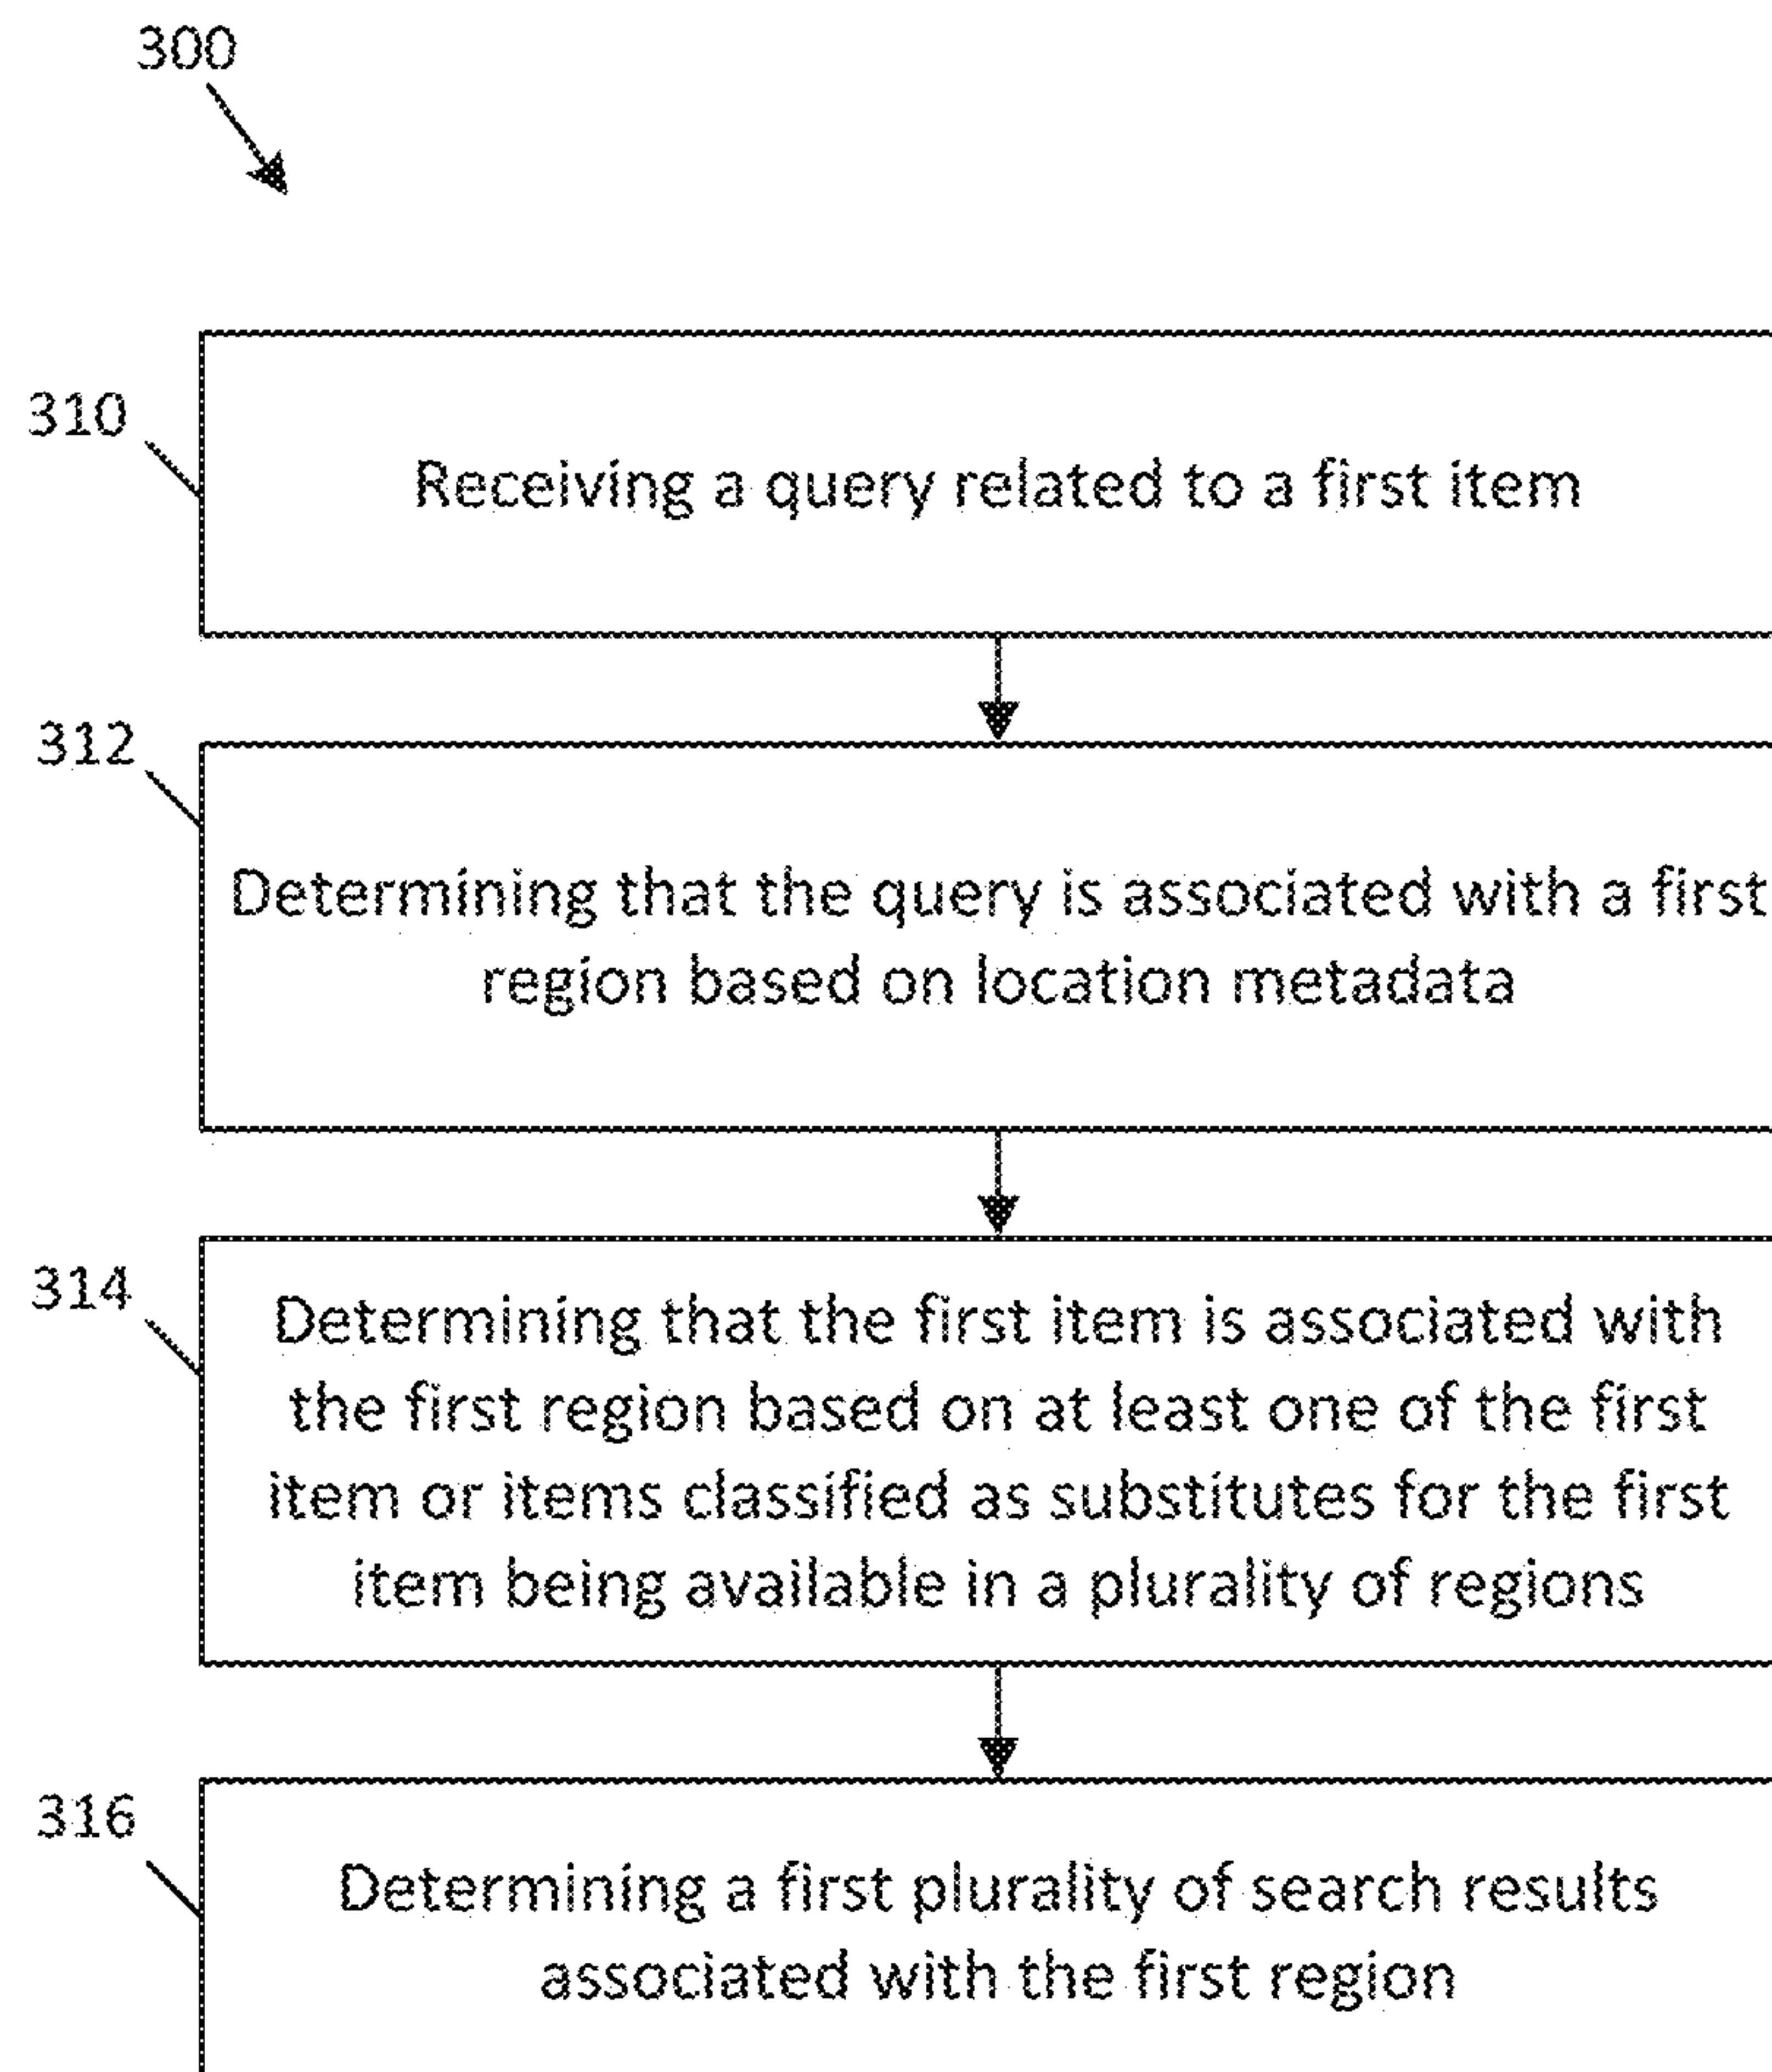 300
310
Receiving a query related to a first item
312
Determining that the query is associated with a first
region based on location metadata
314
Determining that the first item is associated with
the first region based on at least one of the first
item or items classified as substitutes for the first
item being available in a plurality of regions
316
Determining a first plurality of search results
associated with the first region